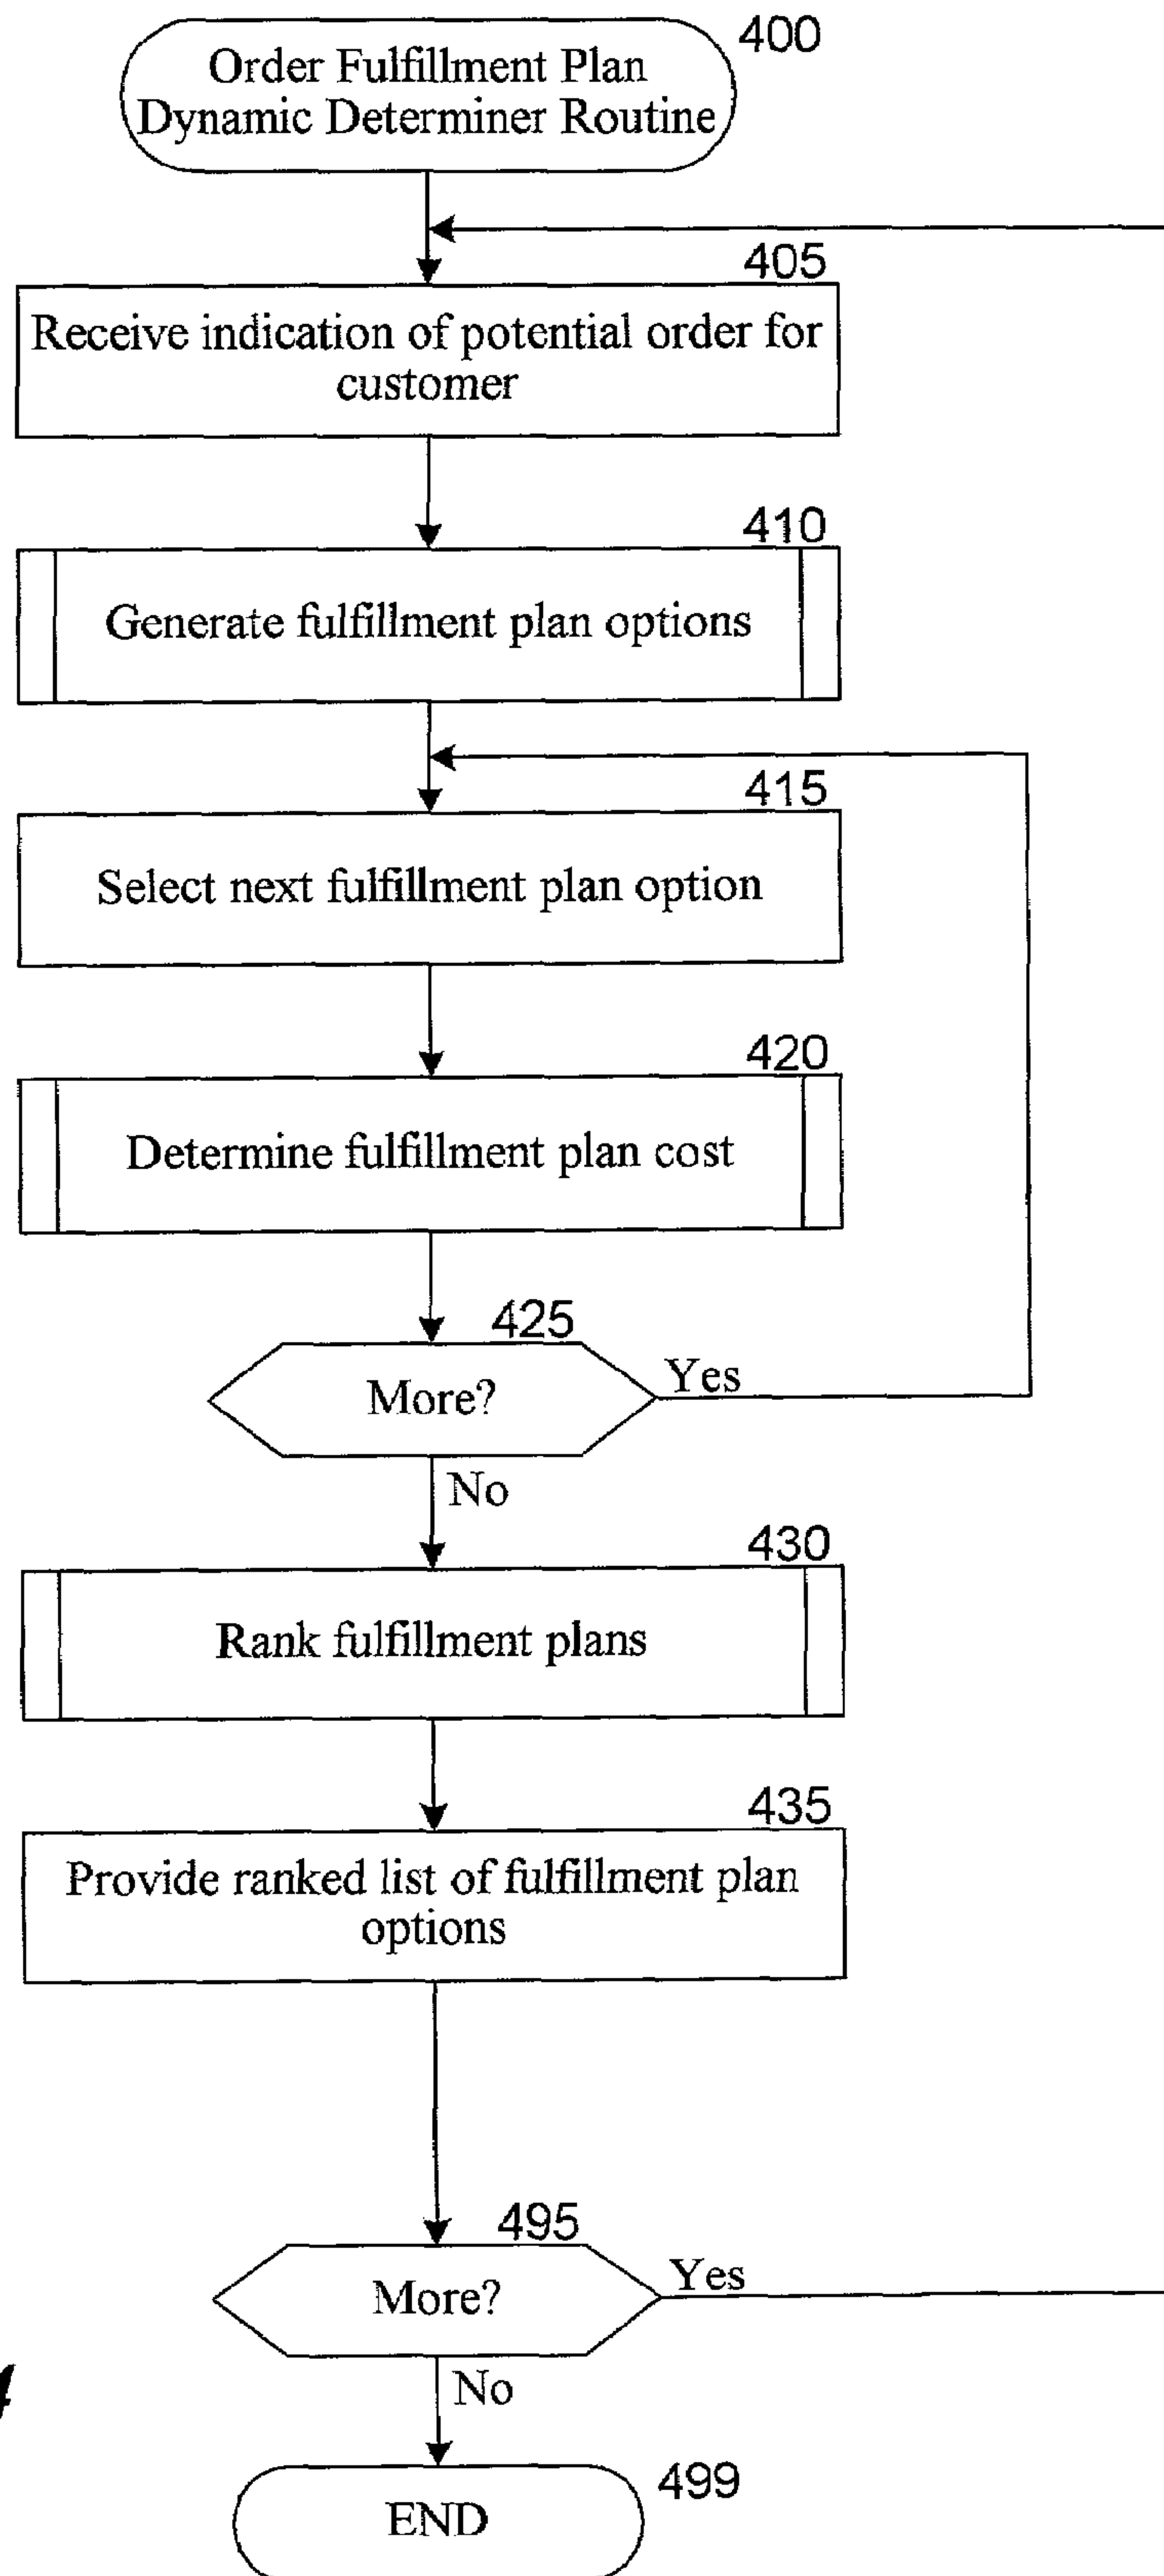 400
Order Fulfillment Plan
Dynamic Determiner Routine
405
Receive indication of potential order for
customer
410
Generate fulfillment plan options
415
Select next fulfillment plan option
420
Determine fulfillment plan cost
425
More?
Yes
No
430
Rank fulfillment plans
435
Provide ranked list of fulfillment plan
options
495
More?
Yes
4
No
499
END